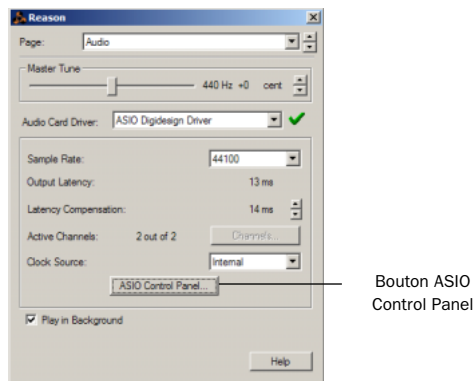 Reason
Page: Audio
Master Tune
440 Hz +0 cent
Audio Card Driver: ASIO Digidesign Driver
Sample Rate: 44100
Output Latency: 13 ms
Latency Compensation: 14 ms
Active Channels: 2 out of 2 Channels...
Clock Source: Internal
ASIO Control Panel...
Play in Background
Help
Bouton ASIO
Control Panel